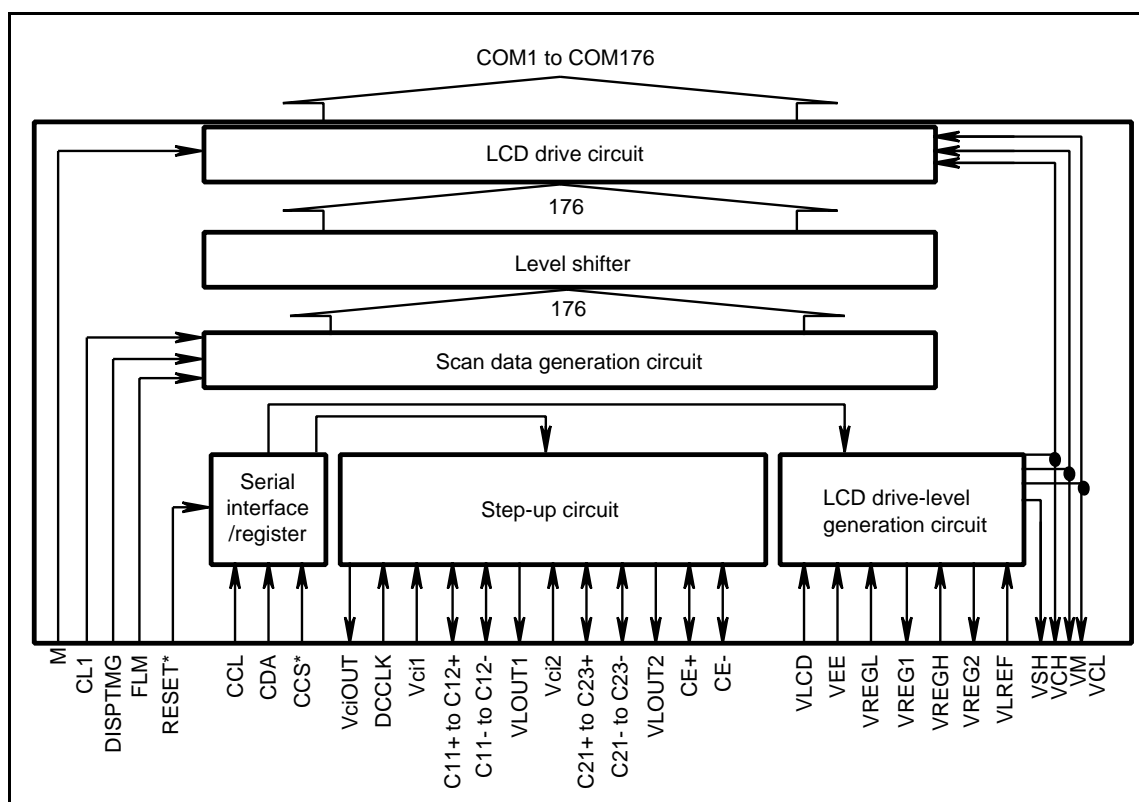 COM1 to COM176
LCD drive circuit
176
Level shifter
176
Scan data generation circuit
Serial
interface
/register
Step-up circuit
LCD drive-level
generation circuit
M
CL1
DISPTMG
FLM
RESET*
CCL
CDA
CCS*
VciOUT
DCCLK
Vci1
C11+ to C12+
C11- to C12-
VLOUT1
Vci2
C21+ to C23+
C21- to C23-
VLOUT2
CE+
CE-
VLCD
VEE
VREGL
VREG1
VREGH
VREG2
VLREF
VSH
VCH
VM
VCL